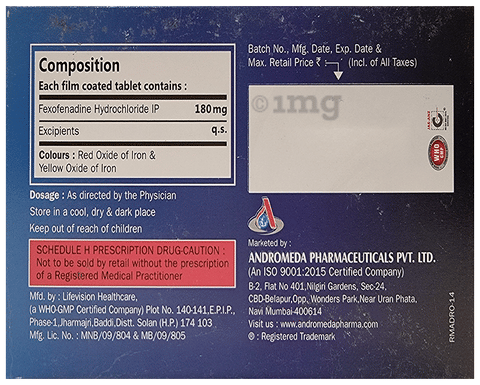 Composition
Each film coated tablet contains :
Fexofenadine Hydrochloride IP 180 mg
Excipients q.s.
Colours : Red Oxide of Iron &
Yellow Oxide of Iron
Dosage : As directed by the Physician
Store in a cool, dry & dark place
Keep out of reach of children
SCHEDULE H PRESCRIPTION DRUG-CAUTION :
Not to be sold by retail without the prescription
of a Registered Medical Practitioner
Mfd. by : Lifevision Healthcare,
(a WHO-GMP Certified Company) Plot No. 140-141,E.P.I.P.,
Phase-1,Jharmajri,Baddi,Distt. Solan (H.P.) 174 103
Mfg. Lic. No. : MNB/09/804 & MB/09/805
Batch No., Mfg. Date, Exp. Date &
Max. Retail Price ₹ (Incl. of All Taxes)
©1mg
WHO
GMP
Marketed by :
ANDROMEDA PHARMACEUTICALS PVT. LTD.
(An ISO 9001:2015 Certified Company)
B-2, Flat No 401,Nilgiri Gardens, Sec-24,
CBD-Belapur,Opp, Wonders Park,Near Uran Phata,
Navi Mumbai-400614
Visit us : www.andromedapharma.com
® : Registered Trademark
RMADRO-14